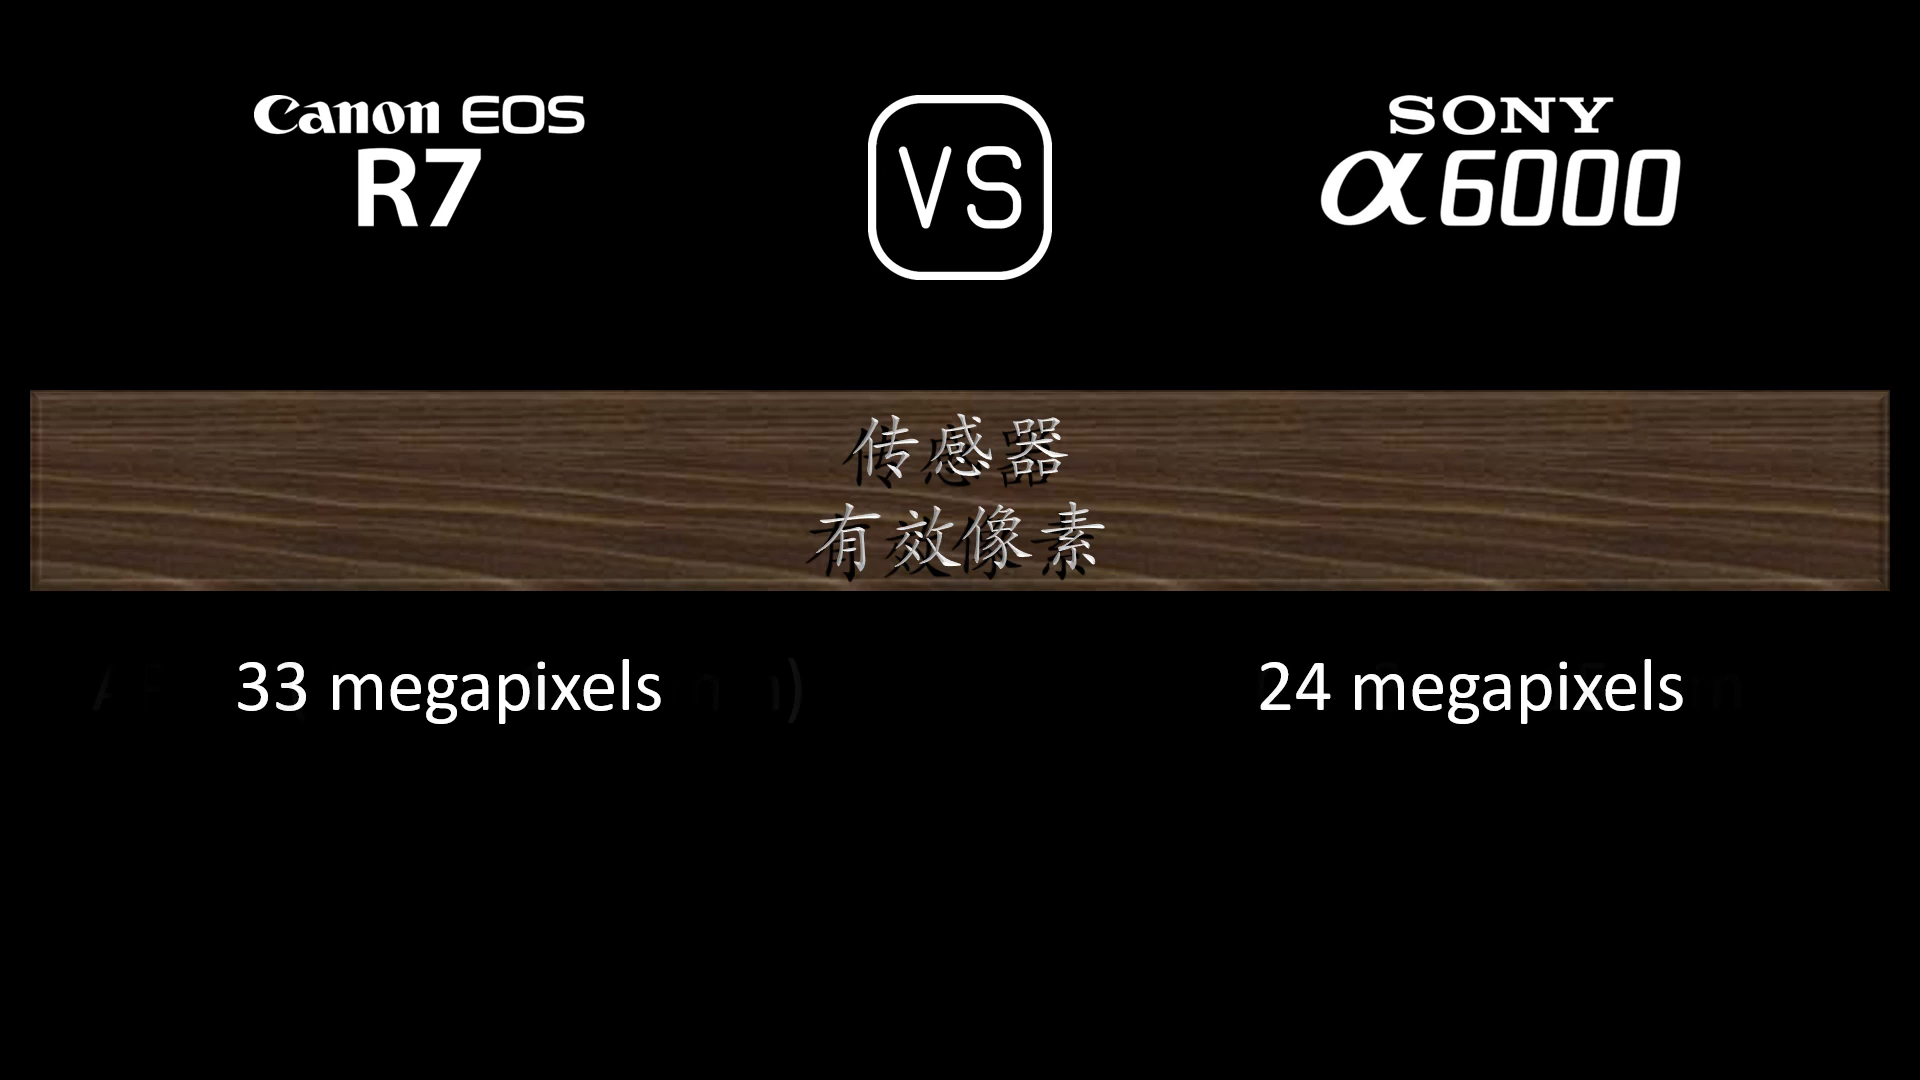 Canon EOS
R7
VS
SONY
α6000
传感器
有效像素
33 megapixels
24 megapixels